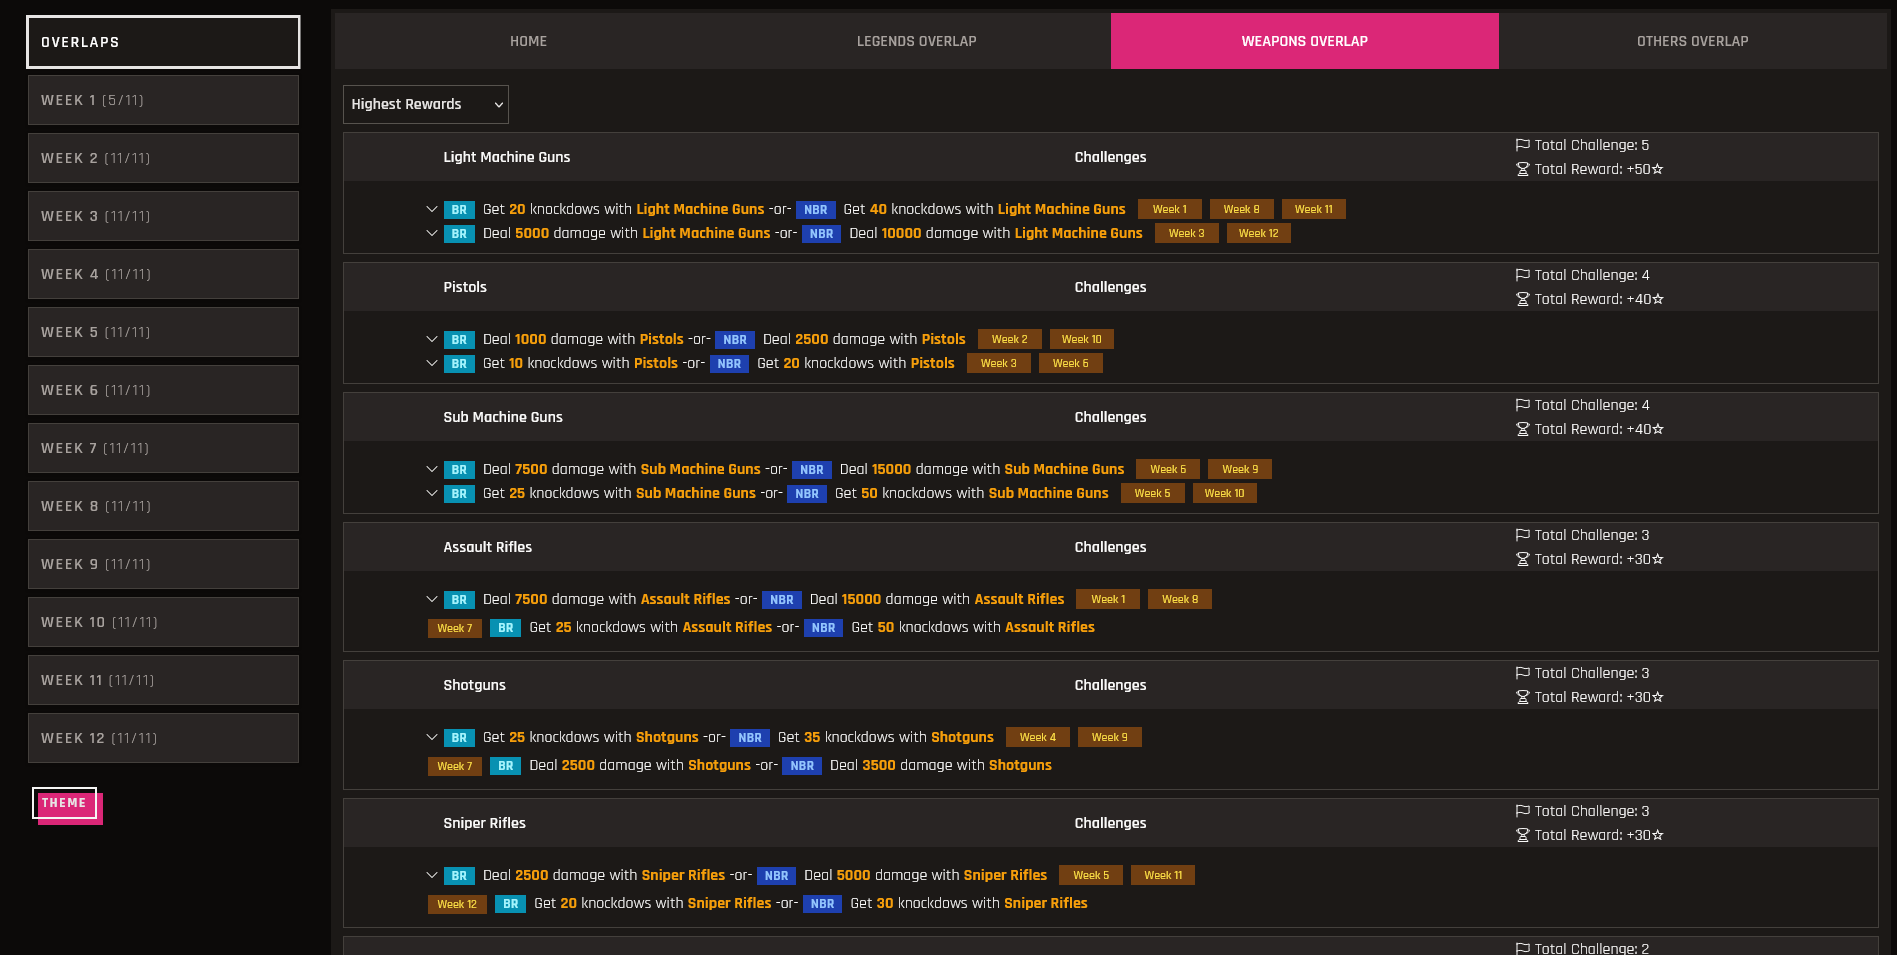 OVERLAPS
WEEK 1 (5/11)
WEEK 2 (11/11)
WEEK 3 (11/11)
WEEK 4 (11/11)
WEEK 5 (11/11)
WEEK 6 (11/11)
WEEK 7 (11/11)
WEEK 8 (11/11)
WEEK 9 (11/11)
WEEK 10 (11/11)
WEEK 11 (11/11)
WEEK 12 (11/11)
THEME
HOME LEGENDS OVERLAP WEAPONS OVERLAP OTHERS OVERLAP
Highest Rewards
Light Machine Guns Challenges
Total Challenge: 5
Total Reward: +50☆
BR Get 20 knockdows with Light Machine Guns -or- NBR Get 40 knockdows with Light Machine Guns Week 1 Week 8 Week 11
BR Deal 5000 damage with Light Machine Guns -or- NBR Deal 10000 damage with Light Machine Guns Week 3 Week 12
Pistols Challenges
Total Challenge: 4
Total Reward: +40☆
BR Deal 1000 damage with Pistols -or- NBR Deal 2500 damage with Pistols Week 2 Week 10
BR Get 10 knockdows with Pistols -or- NBR Get 20 knockdows with Pistols Week 3 Week 6
Sub Machine Guns Challenges
Total Challenge: 4
Total Reward: +40☆
BR Deal 7500 damage with Sub Machine Guns -or- NBR Deal 15000 damage with Sub Machine Guns Week 6 Week 9
BR Get 25 knockdows with Sub Machine Guns -or- NBR Get 50 knockdows with Sub Machine Guns Week 5 Week 10
Assault Rifles Challenges
Total Challenge: 3
Total Reward: +30☆
BR Deal 7500 damage with Assault Rifles -or- NBR Deal 15000 damage with Assault Rifles Week 1 Week 8
Week 7 BR Get 25 knockdows with Assault Rifles -or- NBR Get 50 knockdows with Assault Rifles
Shotguns Challenges
Total Challenge: 3
Total Reward: +30☆
BR Get 25 knockdows with Shotguns -or- NBR Get 35 knockdows with Shotguns Week 4 Week 9
Week 7 BR Deal 2500 damage with Shotguns -or- NBR Deal 3500 damage with Shotguns
Sniper Rifles Challenges
Total Challenge: 3
Total Reward: +30☆
BR Deal 2500 damage with Sniper Rifles -or- NBR Deal 5000 damage with Sniper Rifles Week 5 Week 11
Week 12 BR Get 20 knockdows with Sniper Rifles -or- NBR Get 30 knockdows with Sniper Rifles
Total Challenge: 2